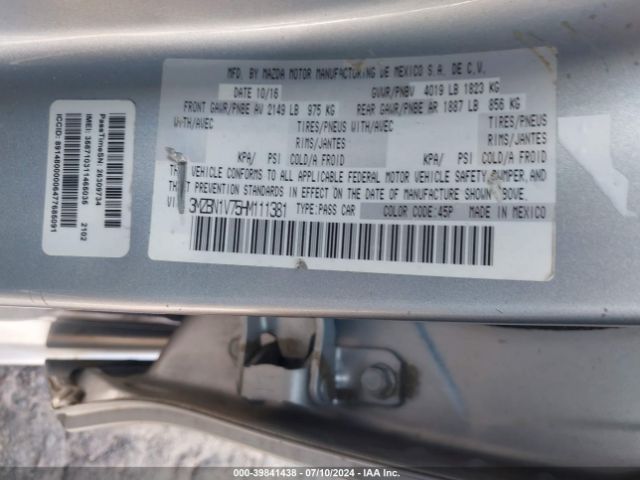 MFD. BY MAZDA MOTOR MANUFACTURING DE MEXICO S.A. DE C.V.
DATE 10/16 GVWR/PNBV 4019 LB 1823 KG
FRONT GAWR/PNBE AV 2149 LB 975 KG REAR GAWR/PNBE AR 1887 LB 856 KG
WITH/AVEC TIRES/PNEUS WITH/AVEC TIRES/PNEUS
RIMS/JANTES RIMS/JANTES
KPA/ PSI COLD/A FROID KPA/ PSI COLD/A FROID
THIS VEHICLE CONFORMS TO ALL APPLICABLE FEDERAL MOTOR VEHICLE SAFETY, BUMPER, AND
THEFT PREVENTION STANDARDS IN EFFECT ON THE DATE OF MANUFACTURE SHOWN ABOVE.
3MZBN1V75HM111381 TYPE:PASS CAR COLOR CODE:45P MADE IN MEXICO
PassTimeSN: 26309734
2102
000-39841438 - 07/10/2024 - IAA Inc.